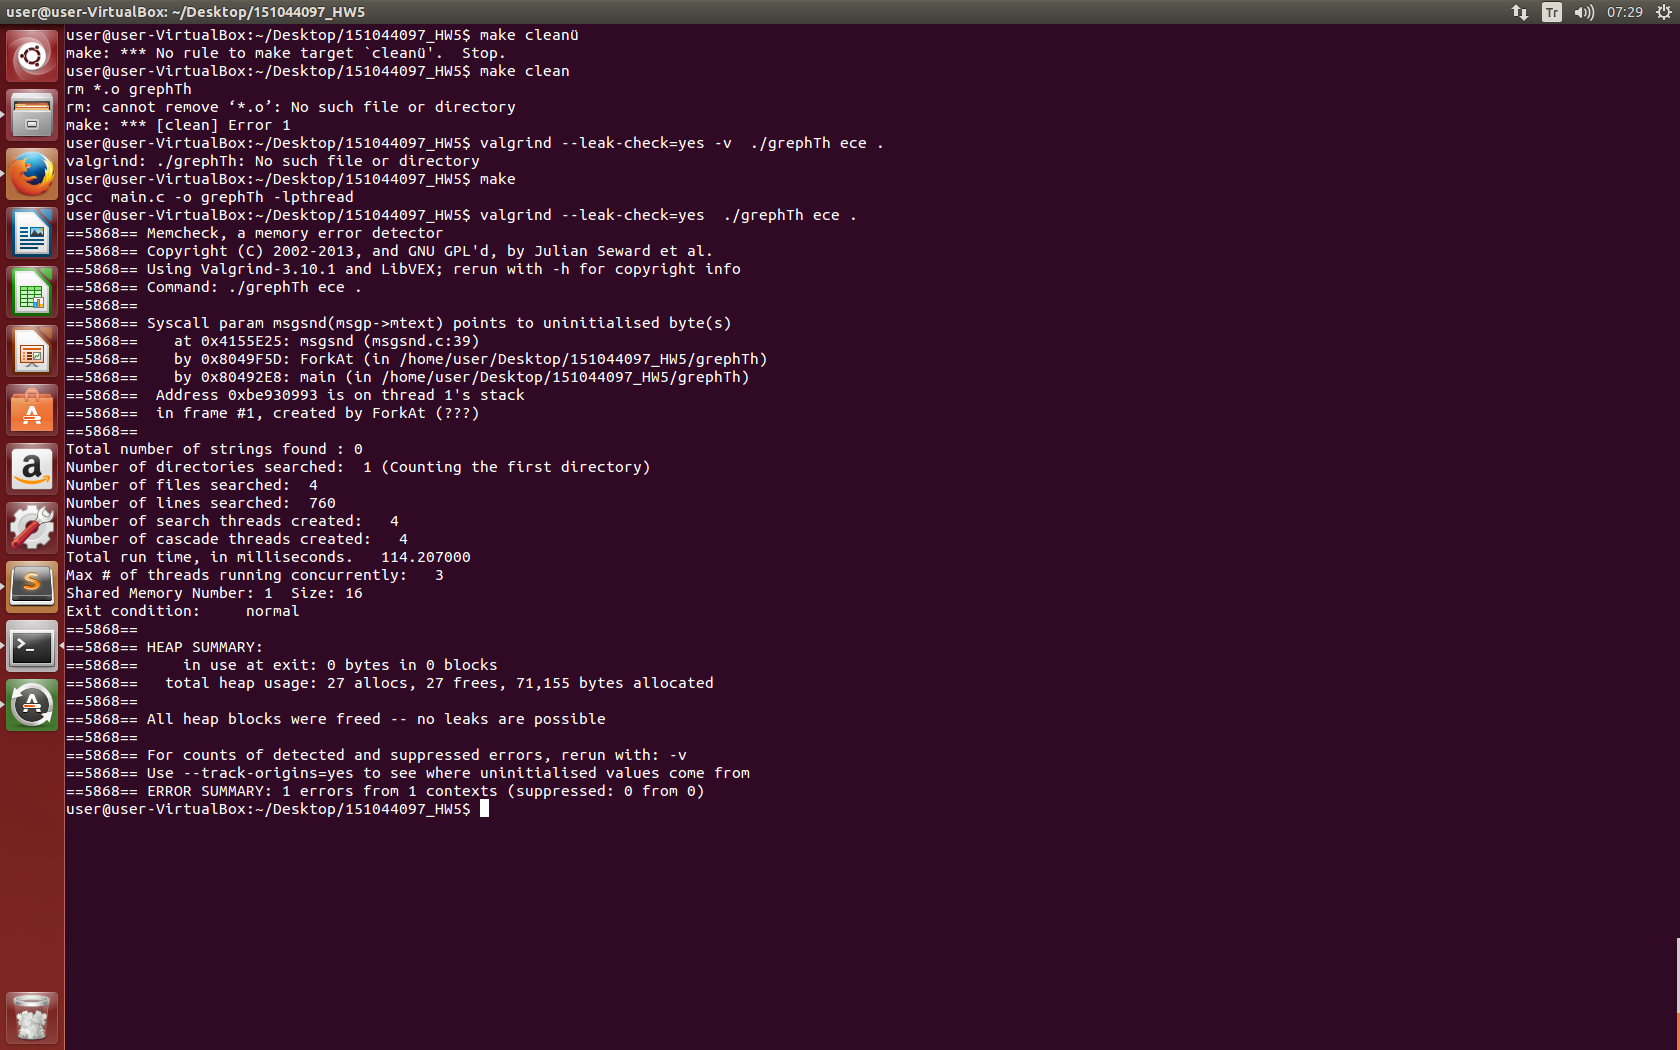 user@user-VirtualBox: ~/Desktop/151044097_HW5
Tr
07:29
user@user-VirtualBox:~/Desktop/151044097_HW5$ make cleanü
make: *** No rule to make target `cleanü'.  Stop.
user@user-VirtualBox:~/Desktop/151044097_HW5$ make clean
rm *.o grephTh
rm: cannot remove ‘*.o’: No such file or directory
make: *** [clean] Error 1
user@user-VirtualBox:~/Desktop/151044097_HW5$ valgrind --leak-check=yes -v  ./grephTh ece .
valgrind: ./grephTh: No such file or directory
user@user-VirtualBox:~/Desktop/151044097_HW5$ make
gcc  main.c -o grephTh -lpthread
user@user-VirtualBox:~/Desktop/151044097_HW5$ valgrind --leak-check=yes  ./grephTh ece .
==5868== Memcheck, a memory error detector
==5868== Copyright (C) 2002-2013, and GNU GPL'd, by Julian Seward et al.
==5868== Using Valgrind-3.10.1 and LibVEX; rerun with -h for copyright info
==5868== Command: ./grephTh ece .
==5868==
==5868== Syscall param msgsnd(msgp->mtext) points to uninitialised byte(s)
==5868==    at 0x4155E25: msgsnd (msgsnd.c:39)
==5868==    by 0x8049F5D: ForkAt (in /home/user/Desktop/151044097_HW5/grephTh)
==5868==    by 0x80492E8: main (in /home/user/Desktop/151044097_HW5/grephTh)
==5868==  Address 0xbe930993 is on thread 1's stack
==5868==  in frame #1, created by ForkAt (???)
==5868==
Total number of strings found : 0
Number of directories searched:  1 (Counting the first directory)
Number of files searched:  4
Number of lines searched:  760
Number of search threads created:   4
Number of cascade threads created:   4
Total run time, in milliseconds.   114.207000
Max # of threads running concurrently:   3
Shared Memory Number: 1  Size: 16
Exit condition:     normal
==5868==
==5868== HEAP SUMMARY:
==5868==     in use at exit: 0 bytes in 0 blocks
==5868==   total heap usage: 27 allocs, 27 frees, 71,155 bytes allocated
==5868==
==5868== All heap blocks were freed -- no leaks are possible
==5868==
==5868== For counts of detected and suppressed errors, rerun with: -v
==5868== Use --track-origins=yes to see where uninitialised values come from
==5868== ERROR SUMMARY: 1 errors from 1 contexts (suppressed: 0 from 0)
user@user-VirtualBox:~/Desktop/151044097_HW5$